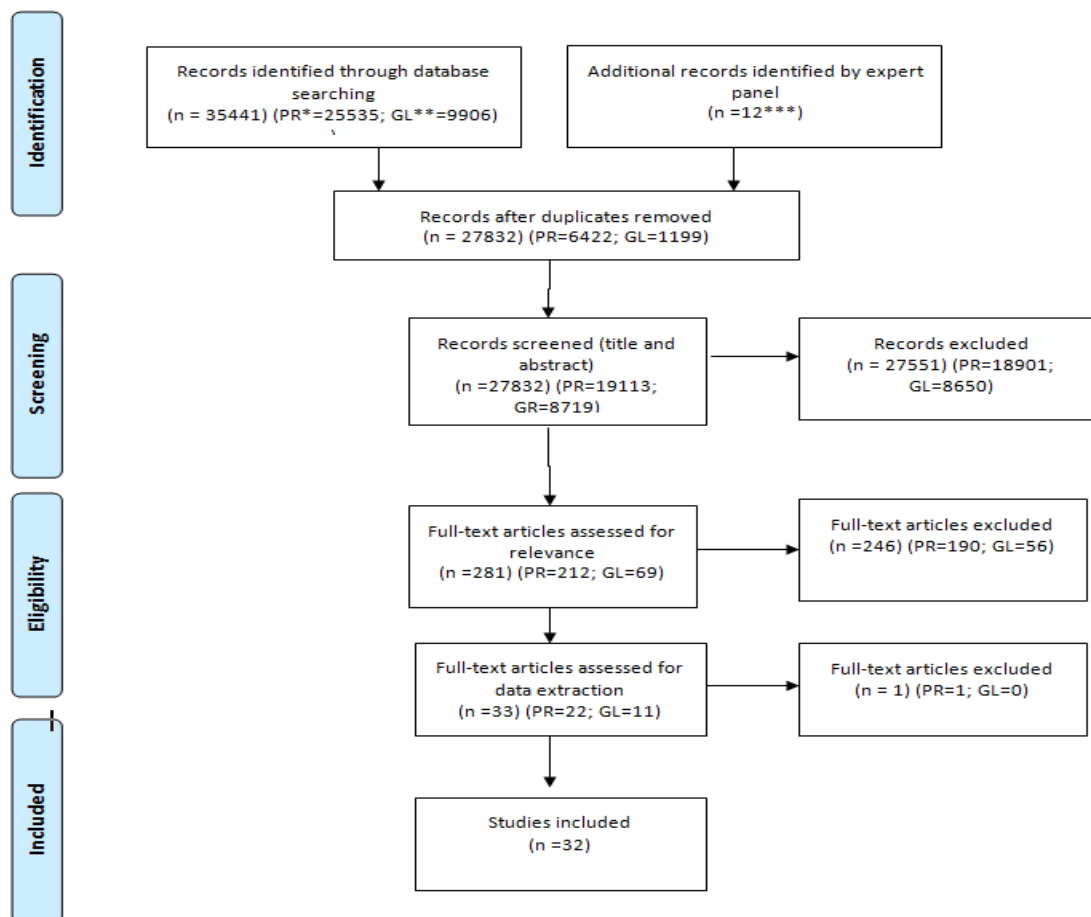 Identification
Records identified through database
searching
(n = 35441) (PR*=25535; GL**=9906)
Additional records identified by expert
panel
(n =12***)
Records after duplicates removed
(n = 27832) (PR=6422; GL=1199)
Screening
Records screened (title and
abstract)
(n =27832) (PR=19113;
GR=8719)
Records excluded
(n = 27551) (PR=18901;
GL=8650)
Eligibility
Full-text articles assessed for
relevance
(n =281) (PR=212; GL=69)
Full-text articles excluded
(n =246) (PR=190; GL=56)
Full-text articles assessed for
data extraction
(n =33) (PR=22; GL=11)
Full-text articles excluded
(n = 1) (PR=1; GL=0)
Included
Studies included
(n =32)